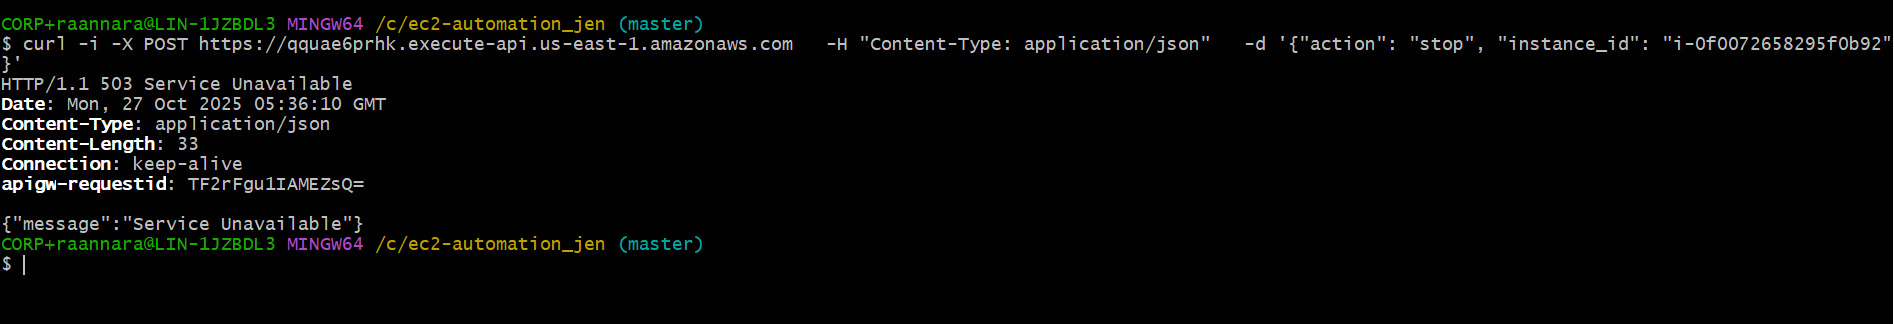 CORP+raannara@LIN-1JZBDL3 MINGW64 /c/ec2-automation_jen (master)
$ curl -i -X POST https://qquae6prhk.execute-api.us-east-1.amazonaws.com   -H "Content-Type: application/json"   -d '{"action": "stop", "instance_id": "i-0f0072658295f0b92"
}'
HTTP/1.1 503 Service Unavailable
Date: Mon, 27 Oct 2025 05:36:10 GMT
Content-Type: application/json
Content-Length: 33
Connection: keep-alive
apigw-requestid: TF2rFgu1IAMEZsQ=

{"message":"Service Unavailable"}
CORP+raannara@LIN-1JZBDL3 MINGW64 /c/ec2-automation_jen (master)
$